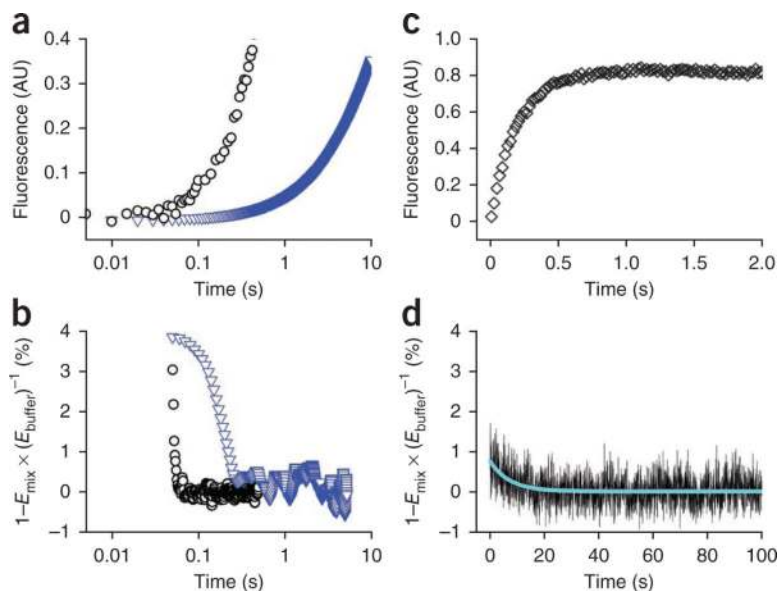 a
Fluorescence (AU)
0.4
0.3
0.2
0.1
0
0.01 0.1 1 10
Time (s)
c
Fluorescence (AU)
1.0
0.8
0.6
0.4
0.2
0
0 0.5 1.0 1.5 2.0
Time (s)
b
1–E_mix × (E_buffer)^–1 (%)
4
3
2
1
0
–1
0.01 0.1 1 10
Time (s)
d
1–E_mix × (E_buffer)^–1 (%)
4
3
2
1
0
–1
0 20 40 60 80 100
Time (s)